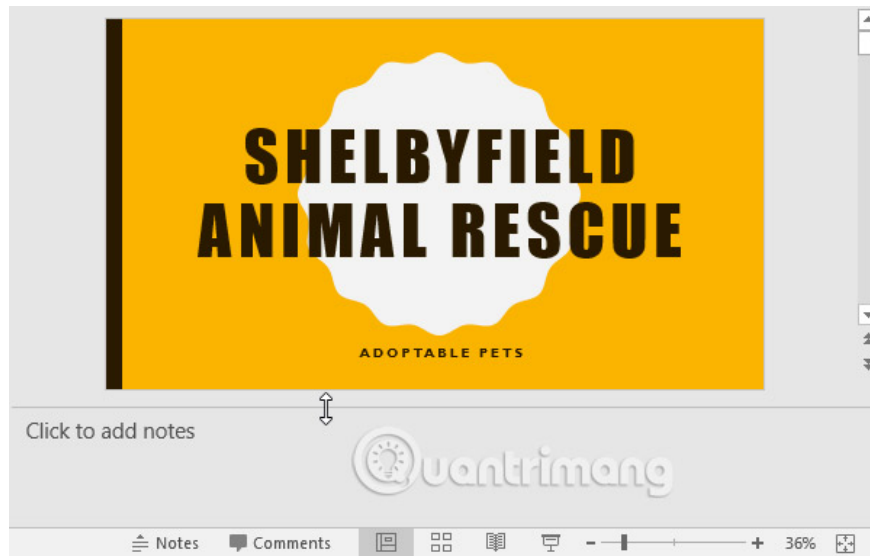 SHELBYFIELD
ANIMAL RESCUE
ADOPTABLE PETS
Click to add notes
Quantrimang
Notes
Comments
36%